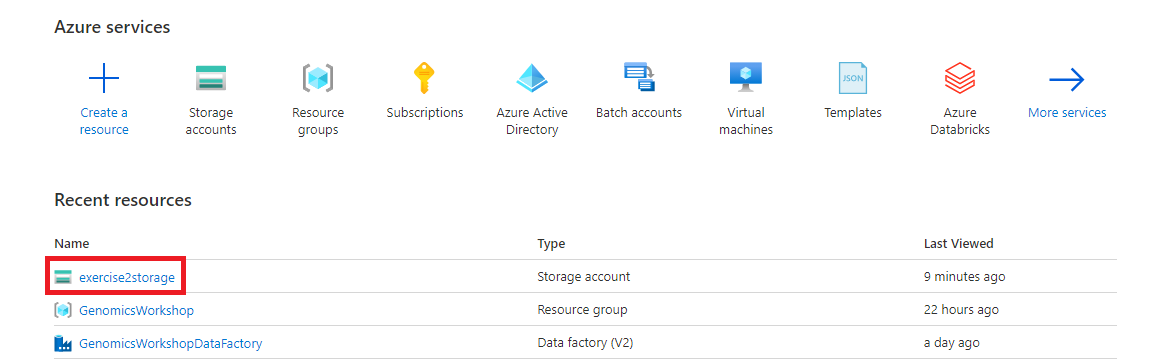 Azure services
Create a
resource
Storage
accounts
Resource
groups
Subscriptions
Azure Active
Directory
Batch accounts
Virtual
machines
JSON
Templates
Azure
Databricks
More services
Recent resources
Name Type Last Viewed
exercise2storage Storage account 9 minutes ago
GenomicsWorkshop Resource group 22 hours ago
GenomicsWorkshopDataFactory Data factory (V2) a day ago